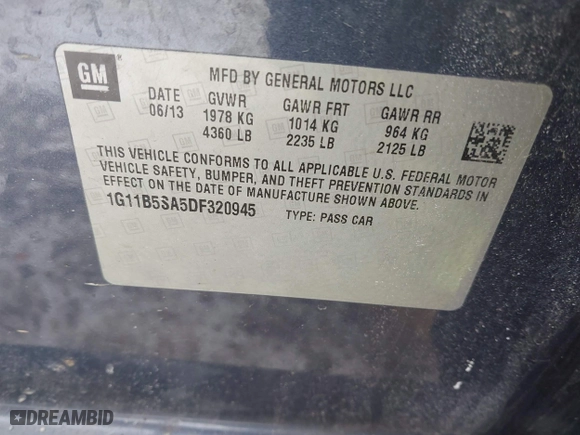 GM
MFD BY GENERAL MOTORS LLC
DATE GVWR GAWR FRT GAWR RR
06/13 1978 KG 1014 KG 964 KG
4360 LB 2235 LB 2125 LB
THIS VEHICLE CONFORMS TO ALL APPLICABLE U.S. FEDERAL MOTOR
VEHICLE SAFETY, BUMPER, AND THEFT PREVENTION STANDARDS IN
EFFECT ON THE DATE OF MANUFACTURE SHOWN ABOVE.
1G11B5SA5DF320945 TYPE: PASS CAR
DREAMBID